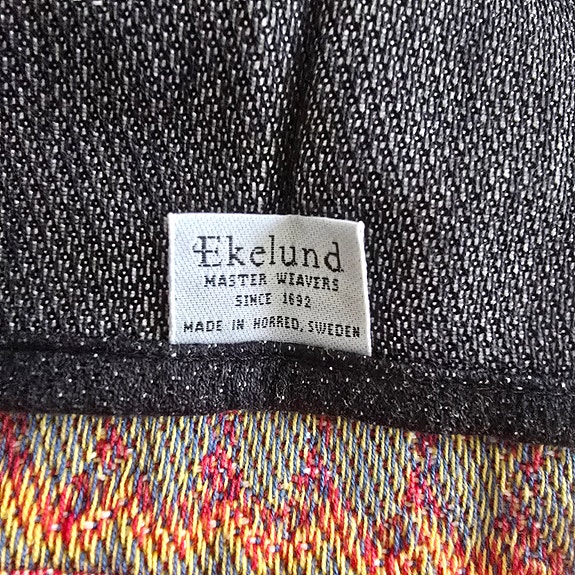 Ekelund
MASTER WEAVERS
SINCE 1692
MADE IN HORRED, SWEDEN